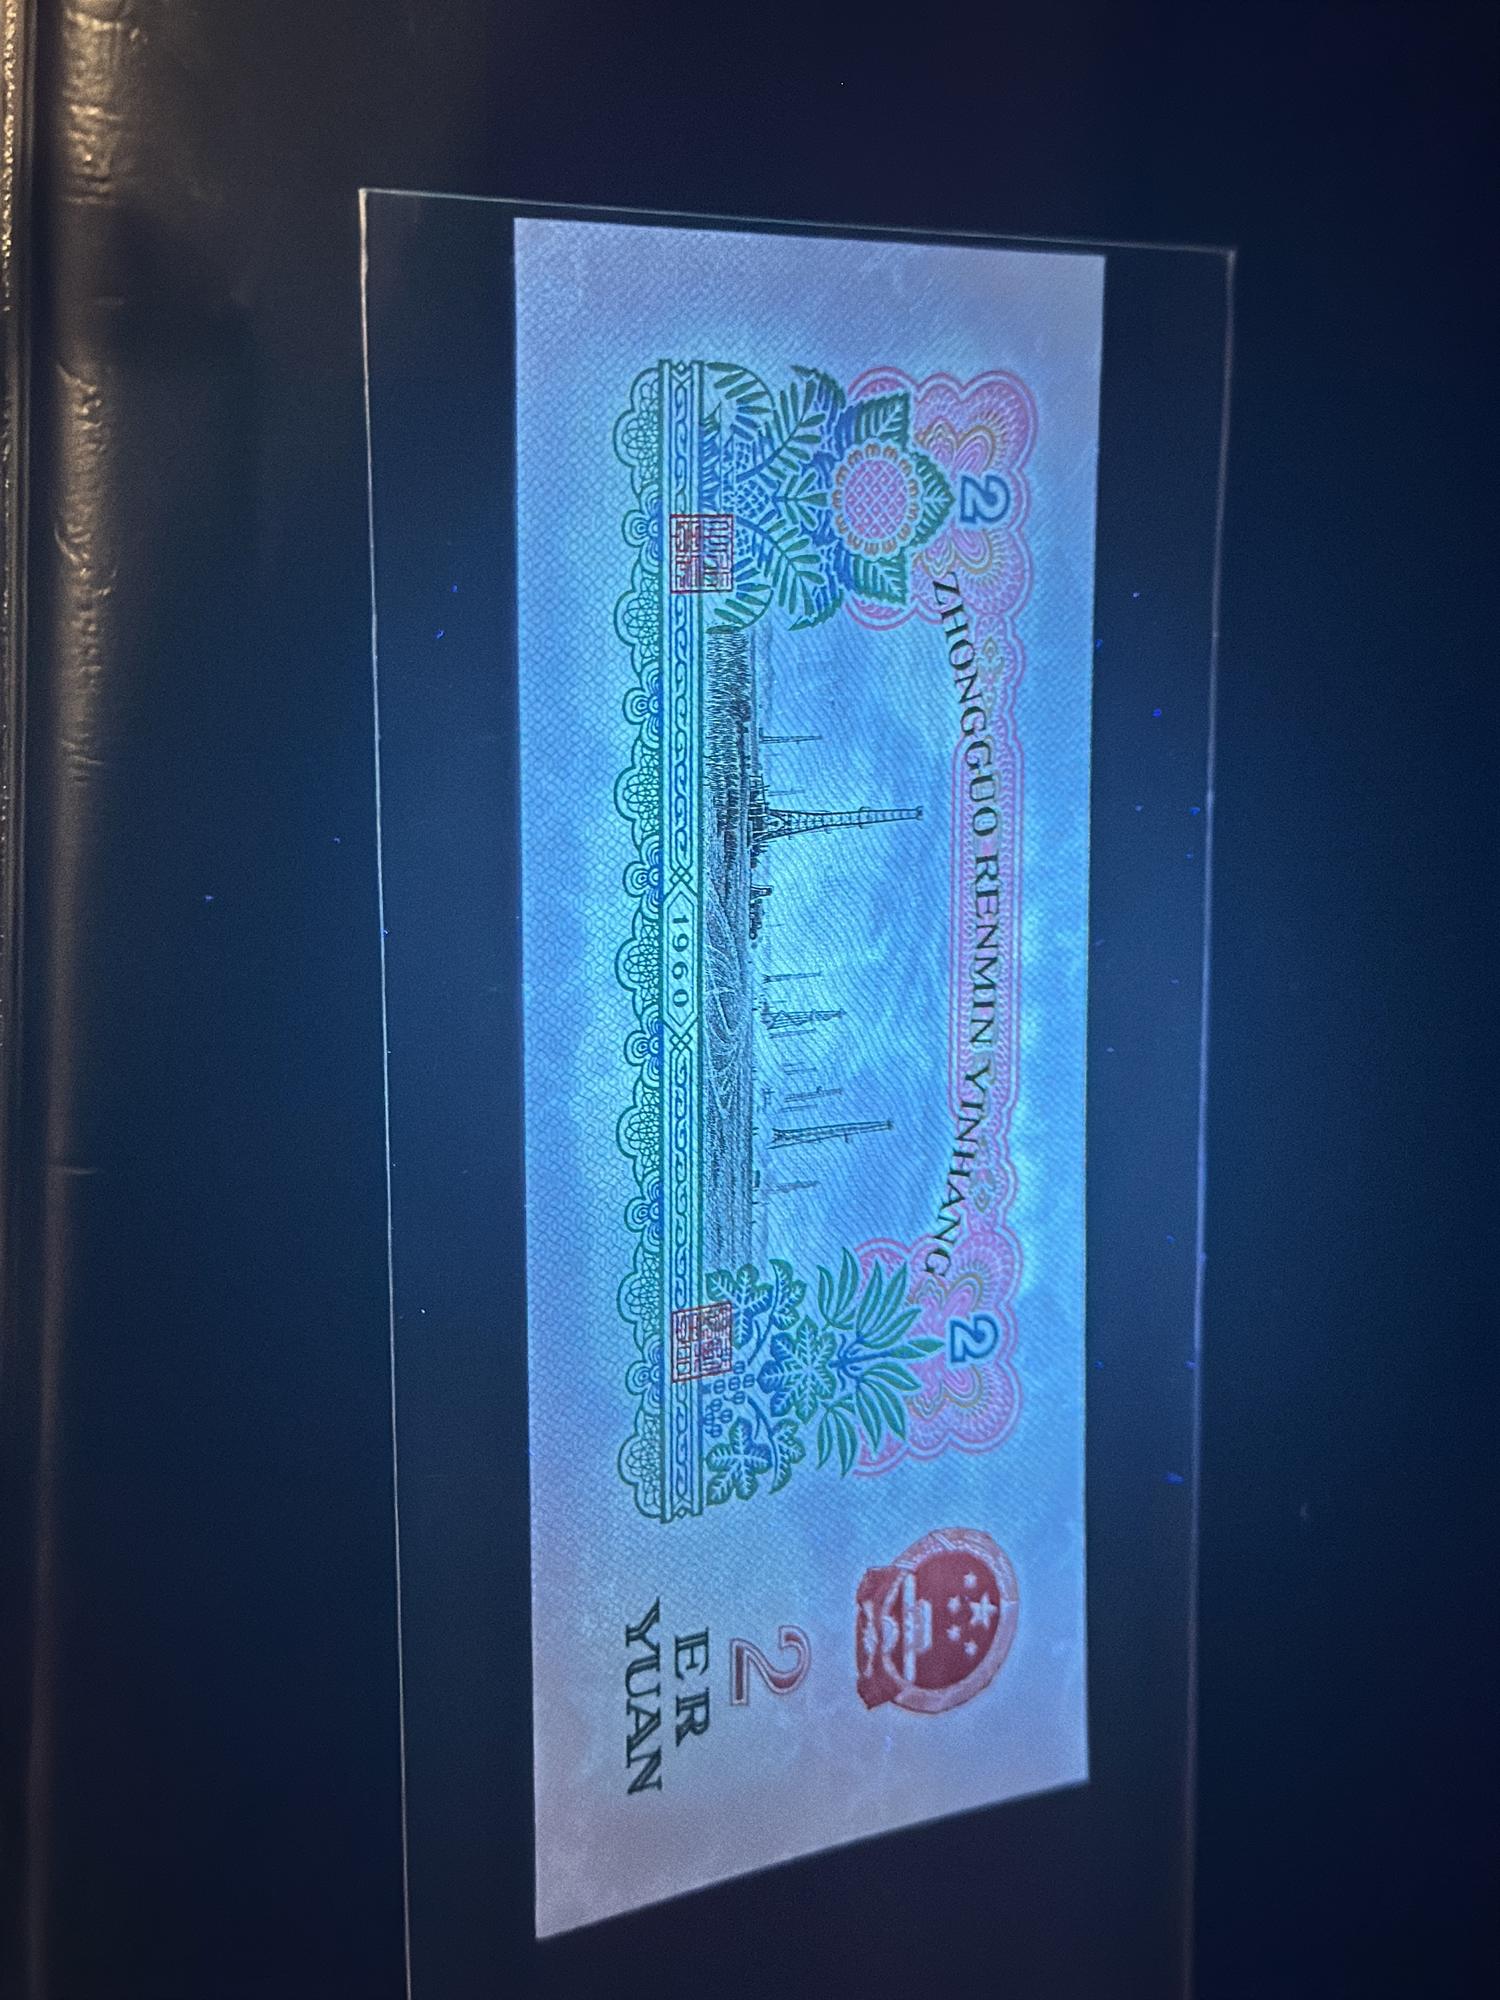 ZHONGGUO RENMIN YINHANG
2
2
1960
2
ER
YUAN